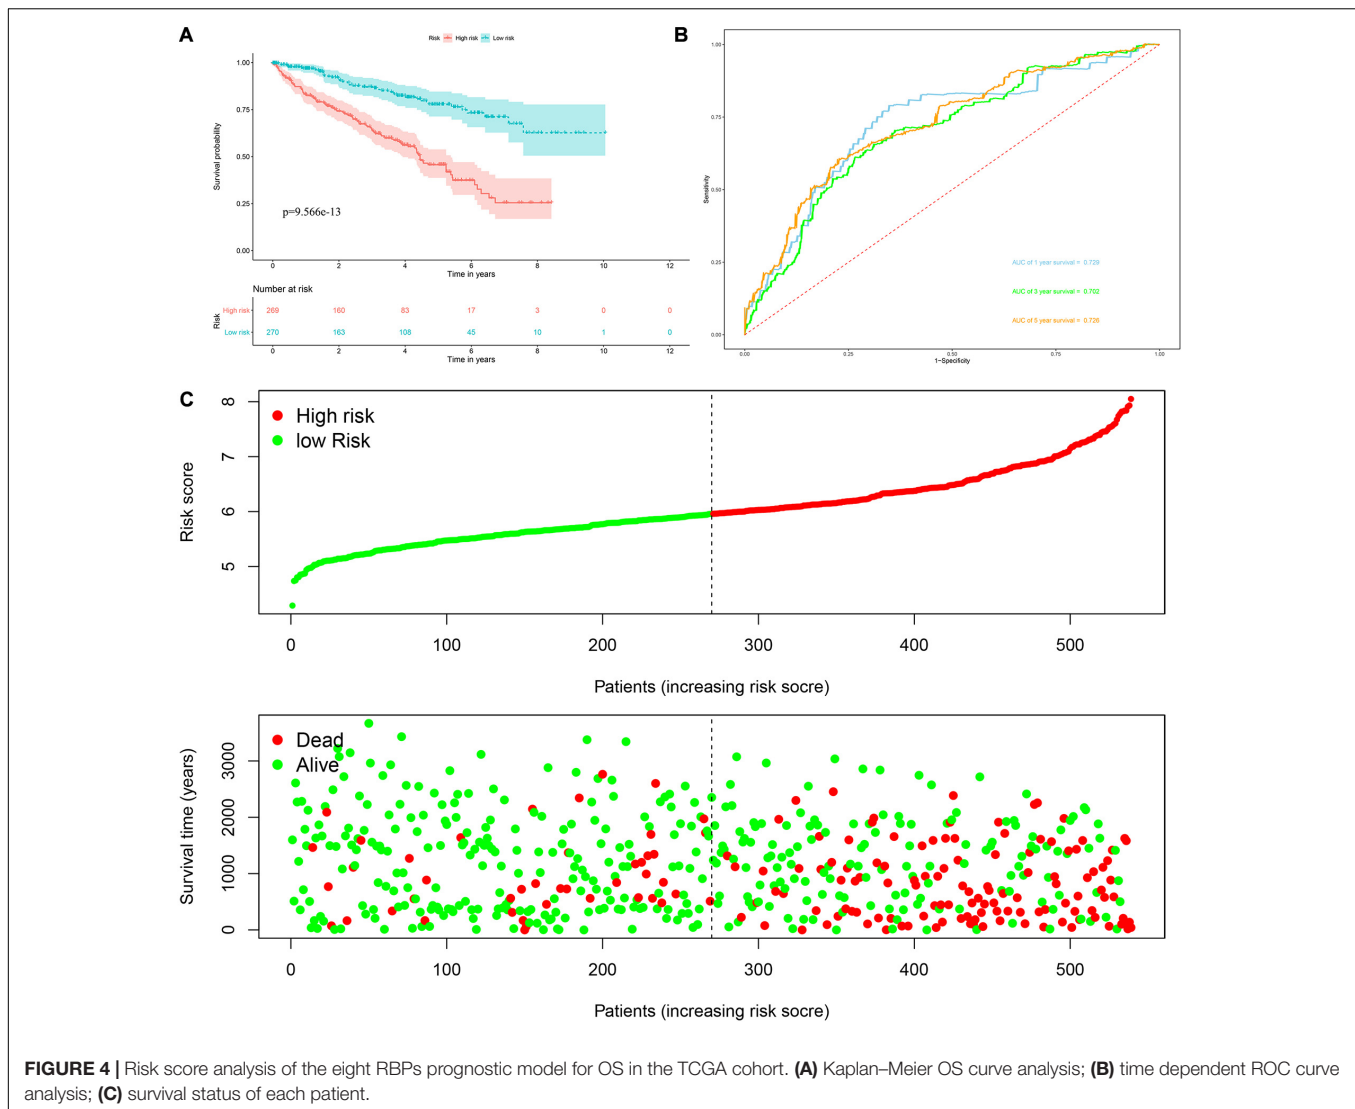 A
Risk High risk Low risk
1.00
0.75
0.50
0.25
0.00
Survival probability
p=9.566e-13
0 2 4 6 8 10 12
Time in years
Number at risk
Risk
High risk 269 160 83 17 3 0 0
Low risk 270 163 108 45 10 1 0
0 2 4 6 8 10 12
Time in years
B
1.00
0.75
0.50
0.25
0.00
Sensitivity
AUC of 1 year survival = 0.729
AUC of 3 year survival = 0.702
AUC of 5 year survival = 0.726
0.00 0.25 0.50 0.75 1.00
1-Specificity
C
High risk
low Risk
8
7
6
5
Risk score
0 100 200 300 400 500
Patients (increasing risk socre)
Dead
Alive
3000
2000
1000
0
Survival time (years)
0 100 200 300 400 500
Patients (increasing risk socre)
FIGURE 4 | Risk score analysis of the eight RBPs prognostic model for OS in the TCGA cohort. (A) Kaplan–Meier OS curve analysis; (B) time dependent ROC curve
analysis; (C) survival status of each patient.